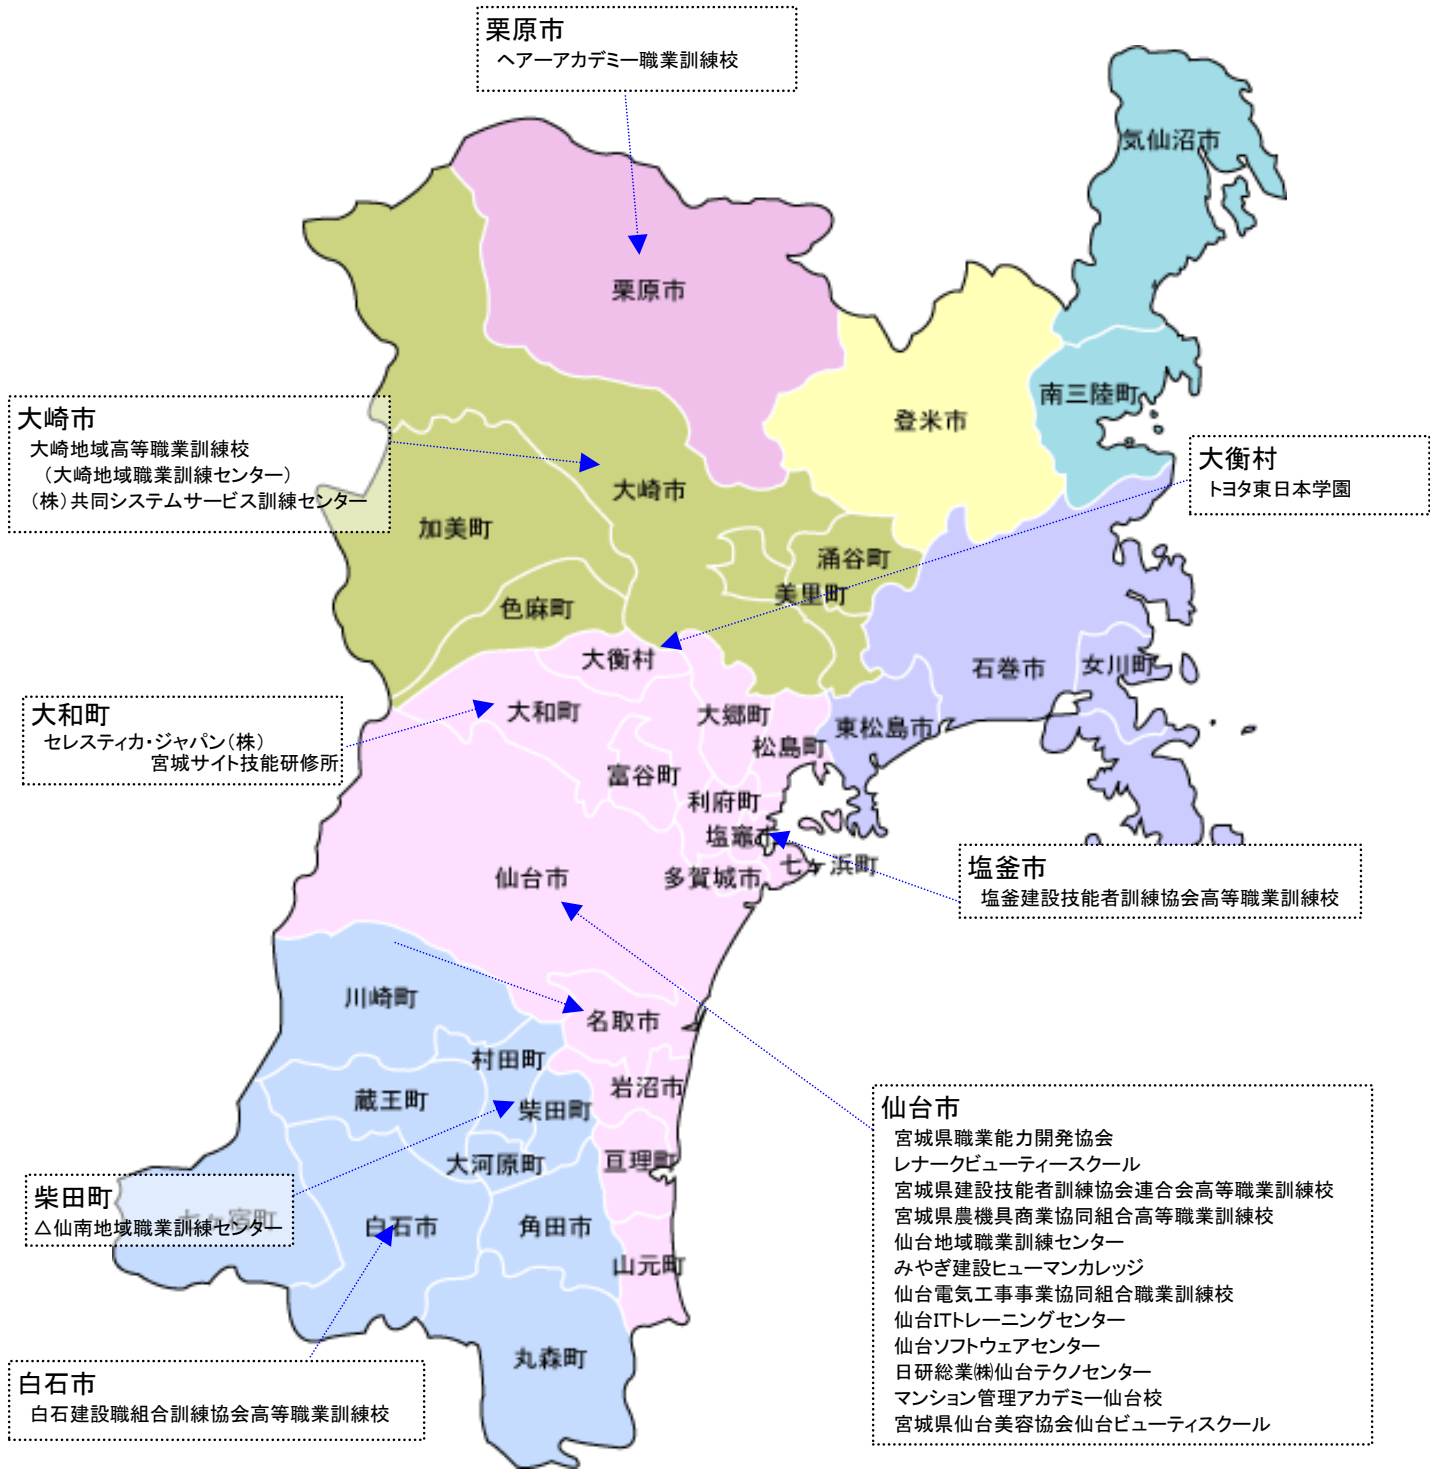 栗原市
ヘアーアカデミー職業訓練校
気仙沼市
栗原市
南三陸町
登米市
大崎市
大崎地域高等職業訓練校
（大崎地域職業訓練センター）
（株）共同システムサービス訓練センター
大衡村
トヨタ東日本学園
大崎市
加美町
涌谷町
美里町
色麻町
大衡村
石巻市
女川町
大和町
セレスティカ・ジャパン（株）
宮城サイト技能研修所
大和町
大郷町
東松島市
松島町
富谷町
利府町
塩竈市
七ヶ浜町
多賀城市
仙台市
塩釜市
塩釜建設技能者訓練協会高等職業訓練校
川崎町
名取市
村田町
岩沼市
蔵王町
柴田町
大河原町
亘理町
仙台市
宮城県職業能力開発協会
レナークビューティースクール
宮城県建設技能者訓練協会連合会高等職業訓練校
宮城県農機具商業協同組合高等職業訓練校
仙台地域職業訓練センター
みやぎ建設ヒューマンカレッジ
仙台電気工事事業協同組合職業訓練校
仙台ITトレーニングセンター
仙台ソフトウェアセンター
日研総業㈱仙台テクノセンター
マンション管理アカデミー仙台校
宮城県仙台美容協会仙台ビューティスクール
柴田町
△仙南地域職業訓練センター
七ヶ宿町
白石市
角田市
山元町
丸森町
白石市
白石建設職組合訓練協会高等職業訓練校